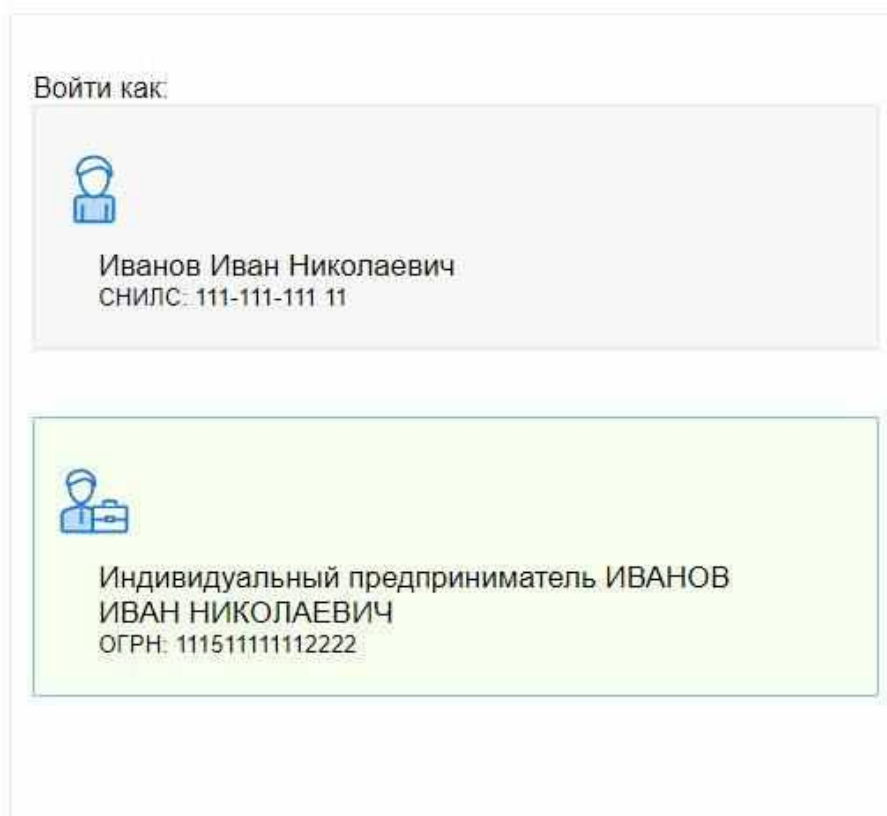 Войти как:
Иванов Иван Николаевич
СНИЛС: 111-111-111 11
Индивидуальный предприниматель ИВАНОВ
ИВАН НИКОЛАЕВИЧ
ОГРН: 111511111112222